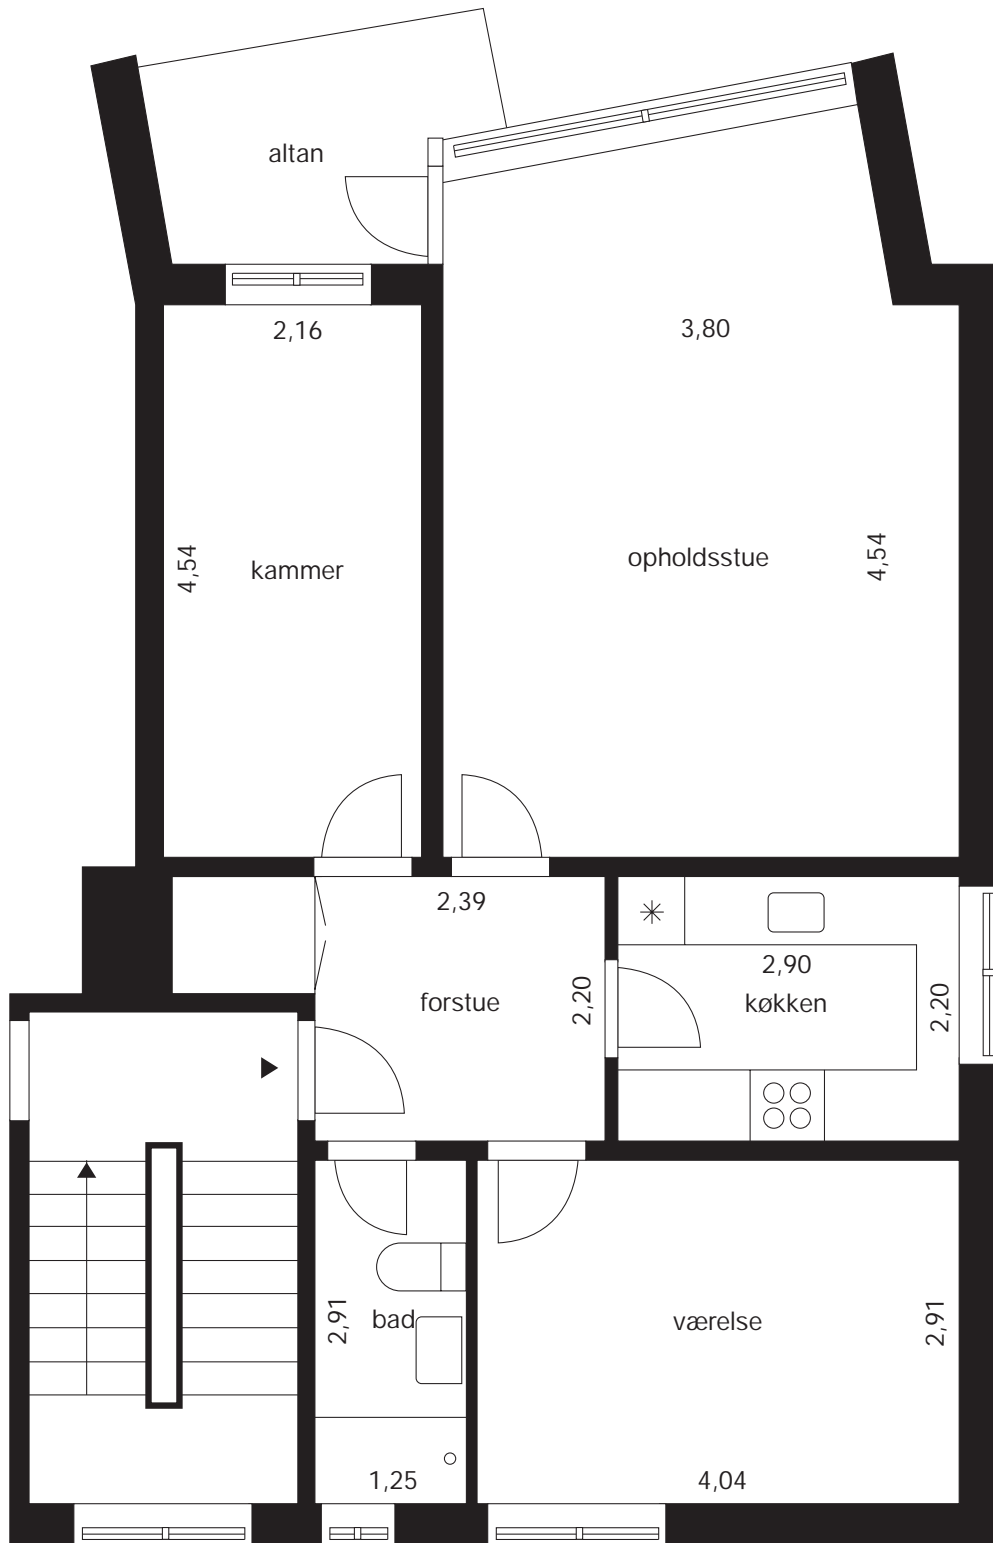 altan
2,16
3,80
4,54
kammer
opholdsstue
4,54
2,39
forstue
2,20
2,90
køkken
2,20
2,91
bad
værelse
2,91
1,25
4,04